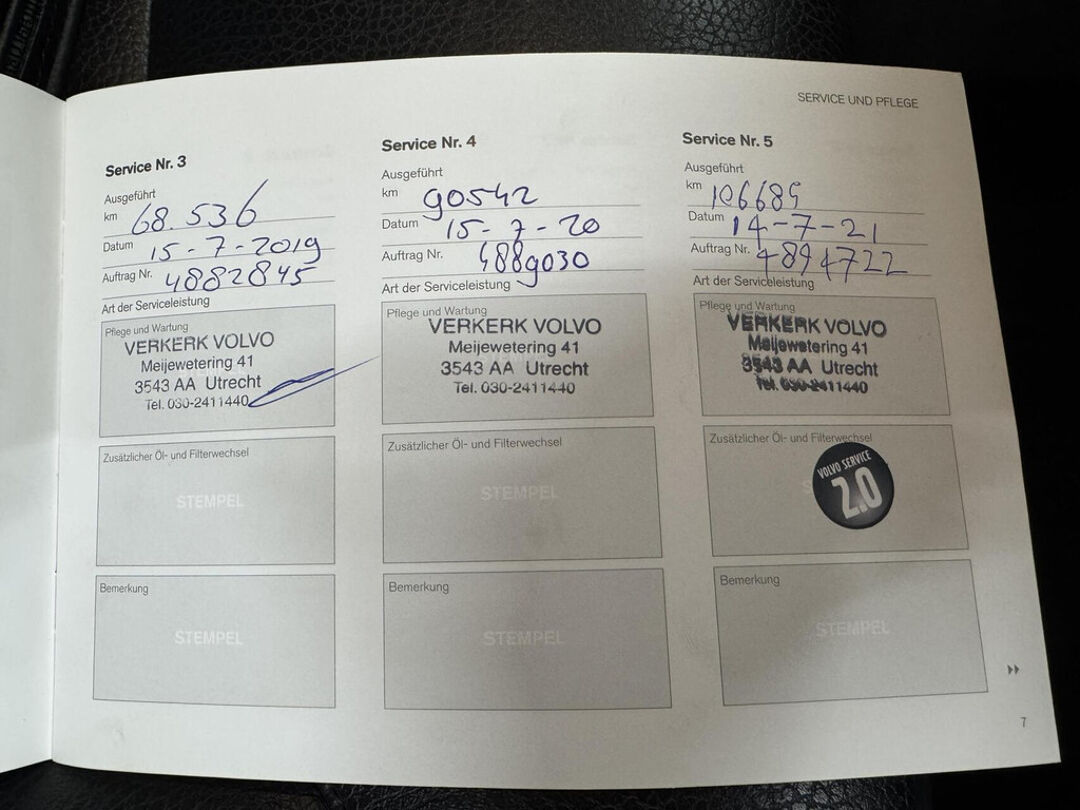 SERVICE UND PFLEGE
Service Nr. 3
Ausgeführt
km 68.536
Datum 15-7-2019
Auftrag Nr. 4882845
Art der Serviceleistung
Pflege und Wartung
VERKERK VOLVO
Meijewetering 41
3543 AA Utrecht
Tel. 030-2411440
Zusätzlicher Öl- und Filterwechsel
STEMPEL
Bemerkung
STEMPEL
Service Nr. 4
Ausgeführt
km 90542
Datum 15-7-20
Auftrag Nr. 4889030
Art der Serviceleistung
Pflege und Wartung
VERKERK VOLVO
Meijewetering 41
3543 AA Utrecht
Tel. 030-2411440
Zusätzlicher Öl- und Filterwechsel
STEMPEL
Bemerkung
STEMPEL
Service Nr. 5
Ausgeführt
km 106689
Datum 14-7-21
Auftrag Nr. 4894722
Art der Serviceleistung
Pflege und Wartung
VERKERK VOLVO
Meijewetering 41
3543 AA Utrecht
Tel. 030-2411440
Zusätzlicher Öl- und Filterwechsel
VOLVO SERVICE
2.0
Bemerkung
STEMPEL
7